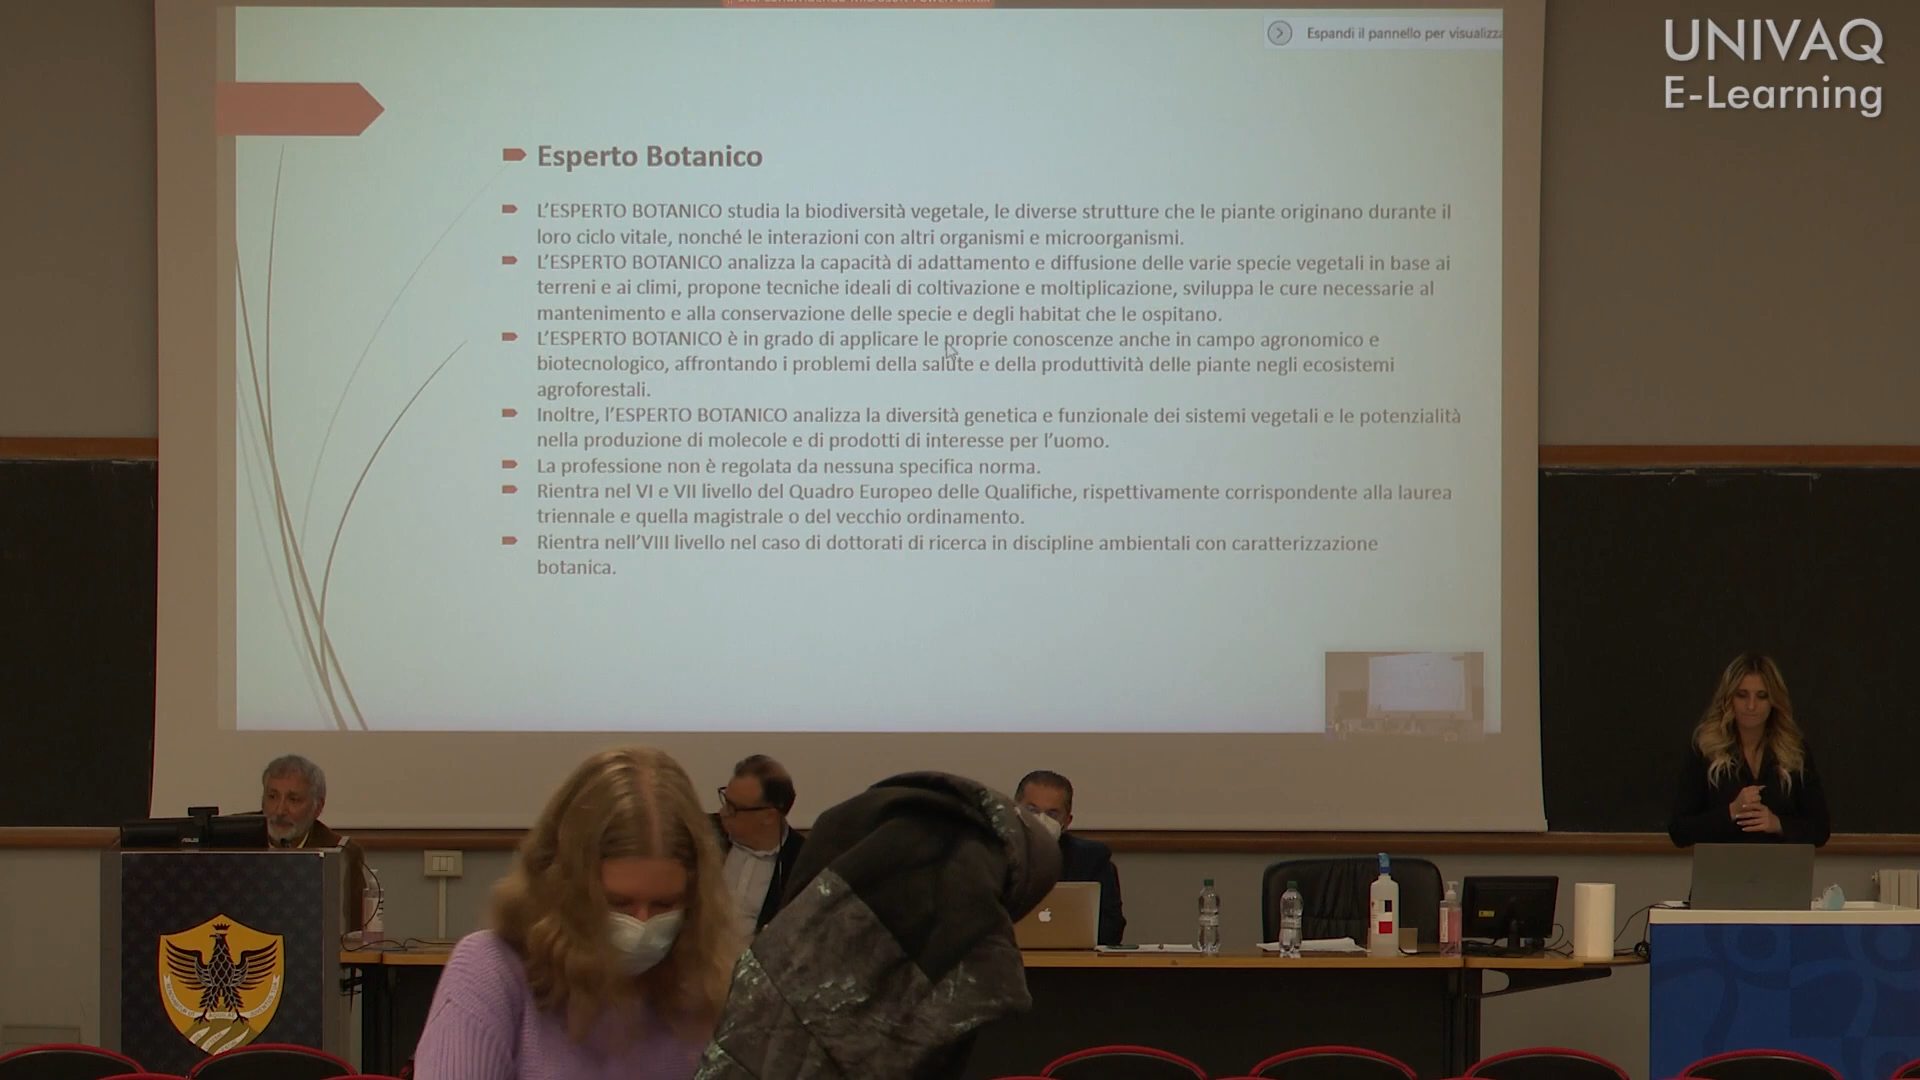 Espandi il pannello per visualizza
UNIVAQ
E-Learning
Esperto Botanico
L'ESPERTO BOTANICO studia la biodiversità vegetale, le diverse strutture che le piante originano durante il
loro ciclo vitale, nonché le interazioni con altri organismi e microorganismi.
L'ESPERTO BOTANICO analizza la capacità di adattamento e diffusione delle varie specie vegetali in base ai
terreni e ai climi, propone tecniche ideali di coltivazione e moltiplicazione, sviluppa le cure necessarie al
mantenimento e alla conservazione delle specie e degli habitat che le ospitano.
L'ESPERTO BOTANICO è in grado di applicare le proprie conoscenze anche in campo agronomico e
biotecnologico, affrontando i problemi della salute e della produttività delle piante negli ecosistemi
agroforestali.
Inoltre, l'ESPERTO BOTANICO analizza la diversità genetica e funzionale dei sistemi vegetali e le potenzialità
nella produzione di molecole e di prodotti di interesse per l'uomo.
La professione non è regolata da nessuna specifica norma.
Rientra nel VI e VII livello del Quadro Europeo delle Qualifiche, rispettivamente corrispondente alla laurea
triennale e quella magistrale o del vecchio ordinamento.
Rientra nell'VIII livello nel caso di dottorati di ricerca in discipline ambientali con caratterizzazione
botanica.